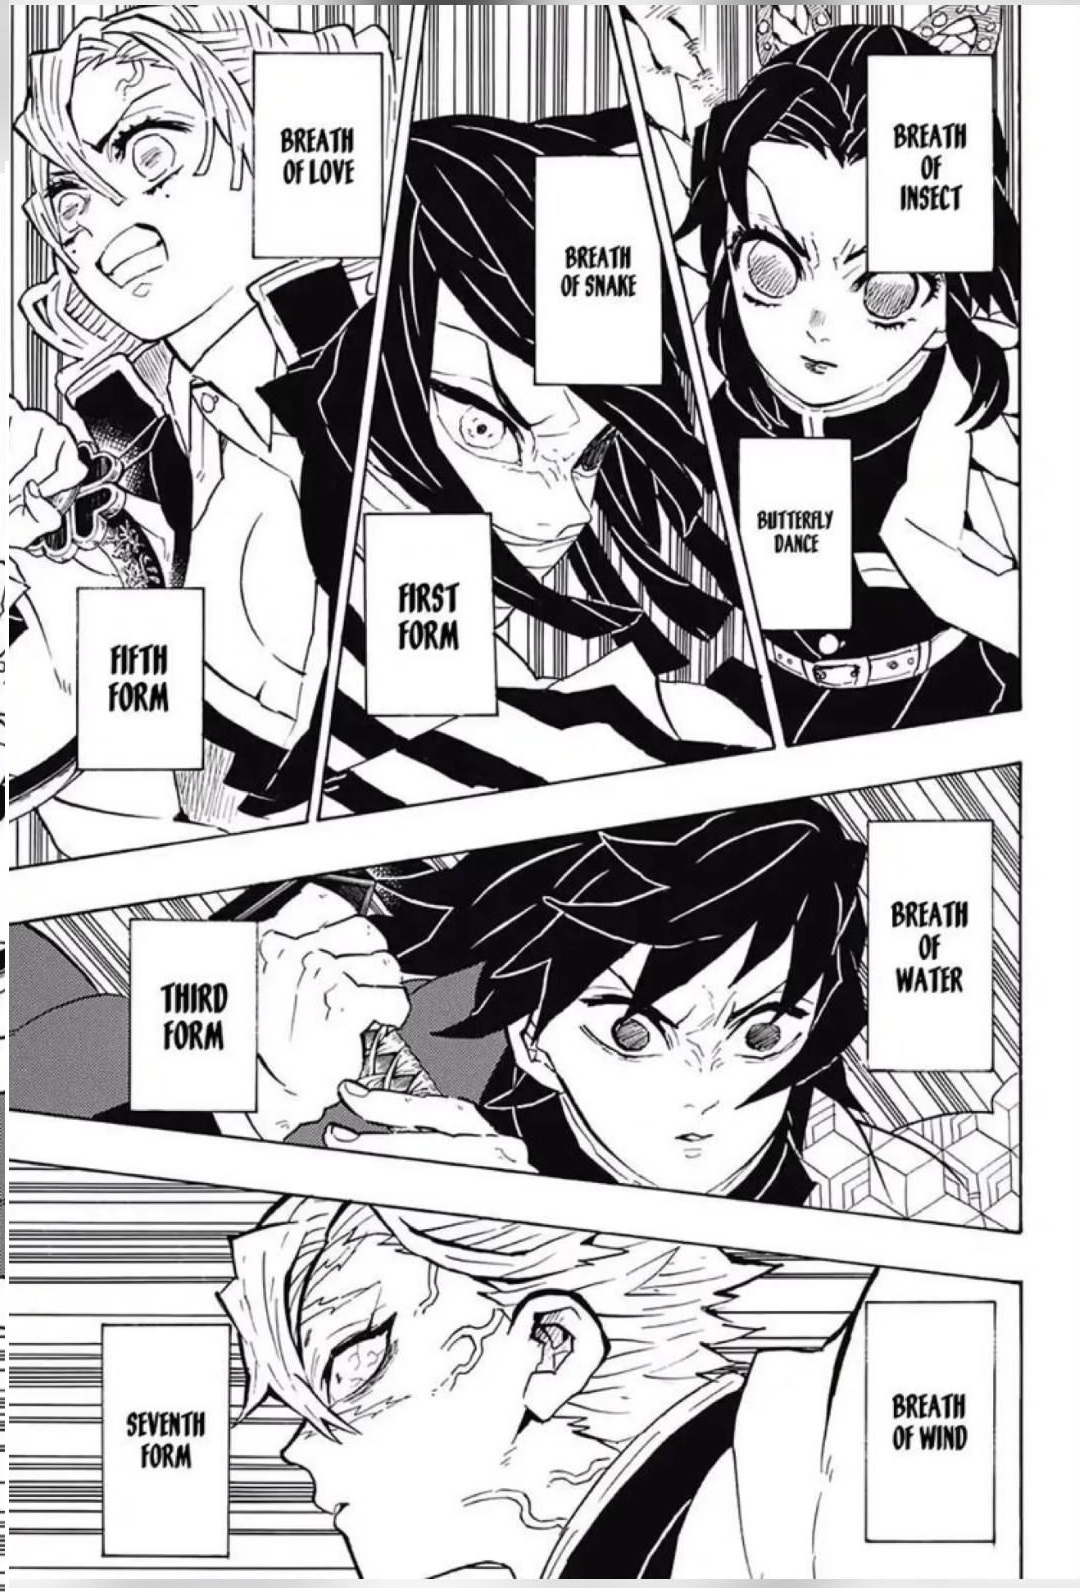 BREATH
OF
INSECT
BUTTERFLY
DANCE
BREATH
OF SNAKE
FIRST
FORM
BREATH
OF LOVE
FIFTH
FORM
BREATH
OF
WATER
THIRD
FORM
BREATH
OF WIND
SEVENTH
FORM